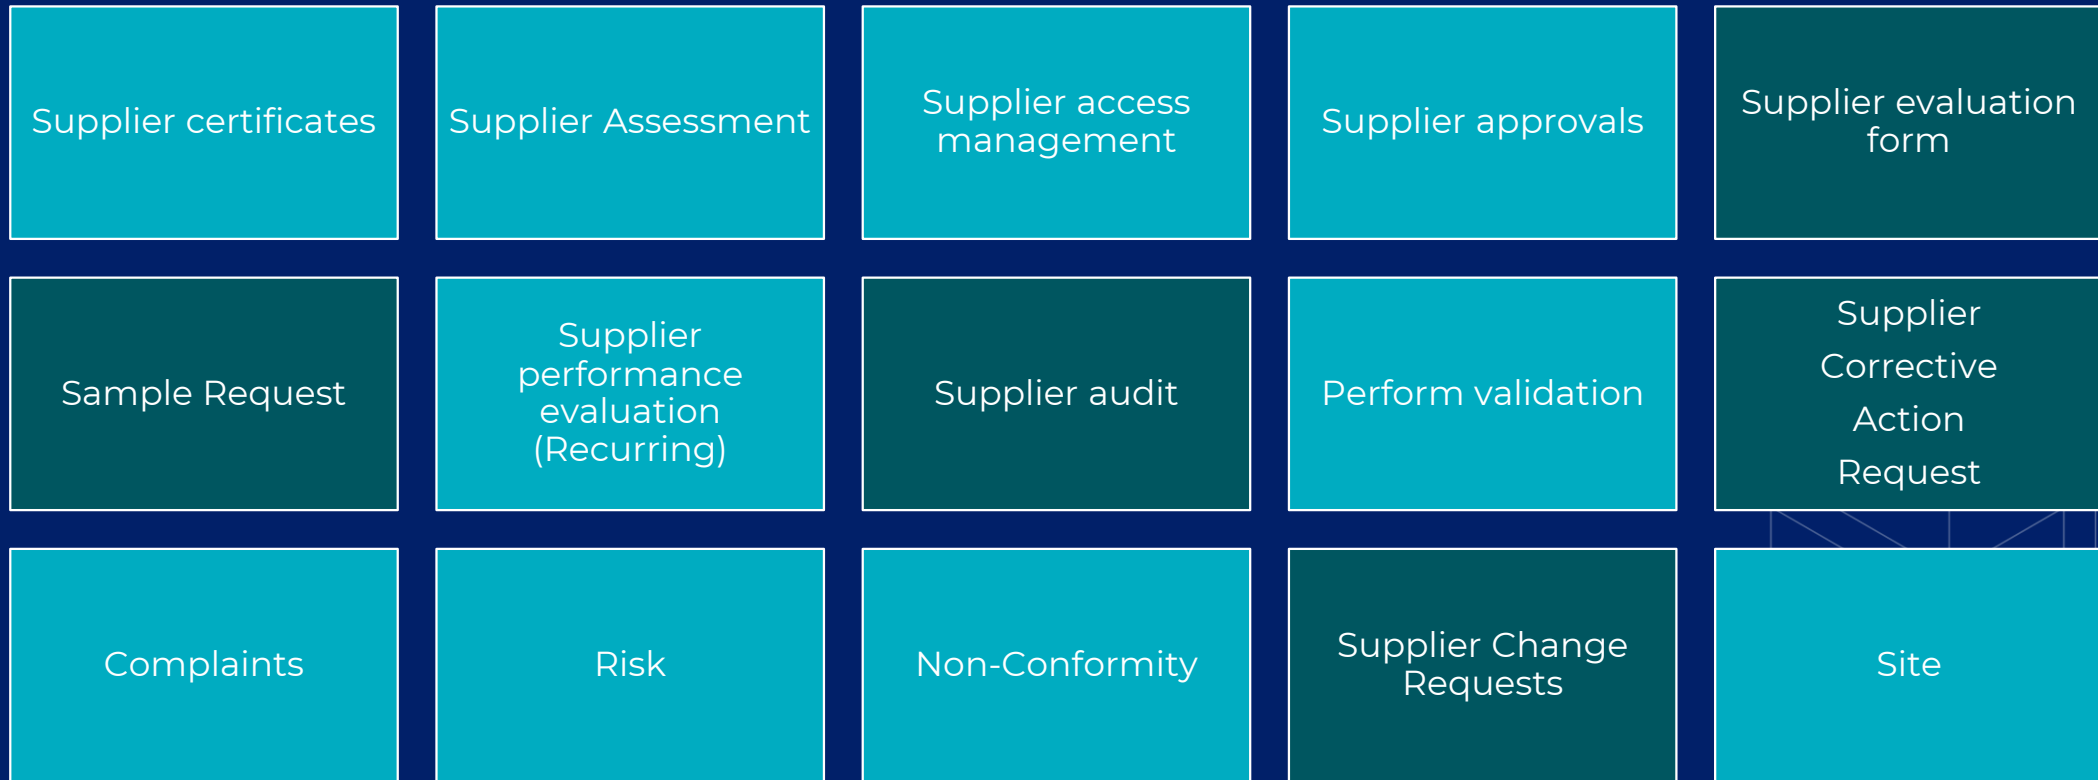 Supplier certificates
Supplier Assessment
Supplier access
management
Supplier approvals
Supplier evaluation
form
Sample Request
Supplier
performance
evaluation
(Recurring)
Supplier audit
Perform validation
Supplier
Corrective
Action
Request
Complaints
Risk
Non-Conformity
Supplier Change
Requests
Site